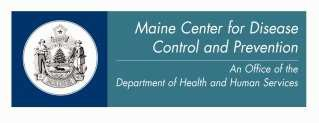 Maine Center for Disease
Control and Prevention
An Office of the
Department of Health and Human Services